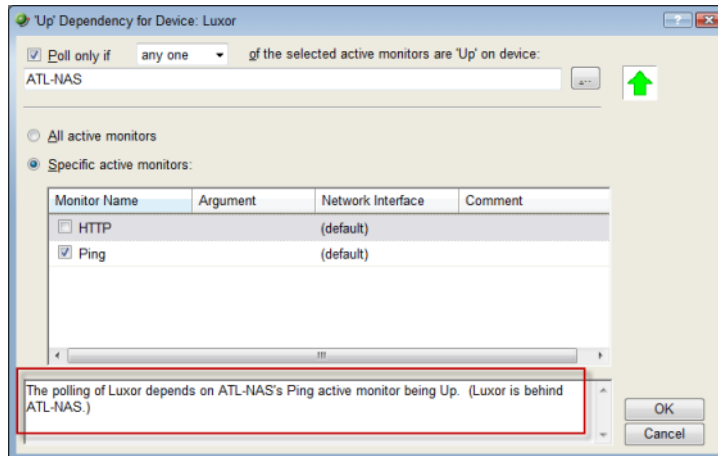 'Up' Dependency for Device: Luxor
Poll only if any one of the selected active monitors are 'Up' on device:
ATL-NAS
...
All active monitors
Specific active monitors:
Monitor Name Argument Network Interface Comment
HTTP (default)
Ping (default)
The polling of Luxor depends on ATL-NAS's Ping active monitor being Up. (Luxor is behind
ATL-NAS.)
OK
Cancel